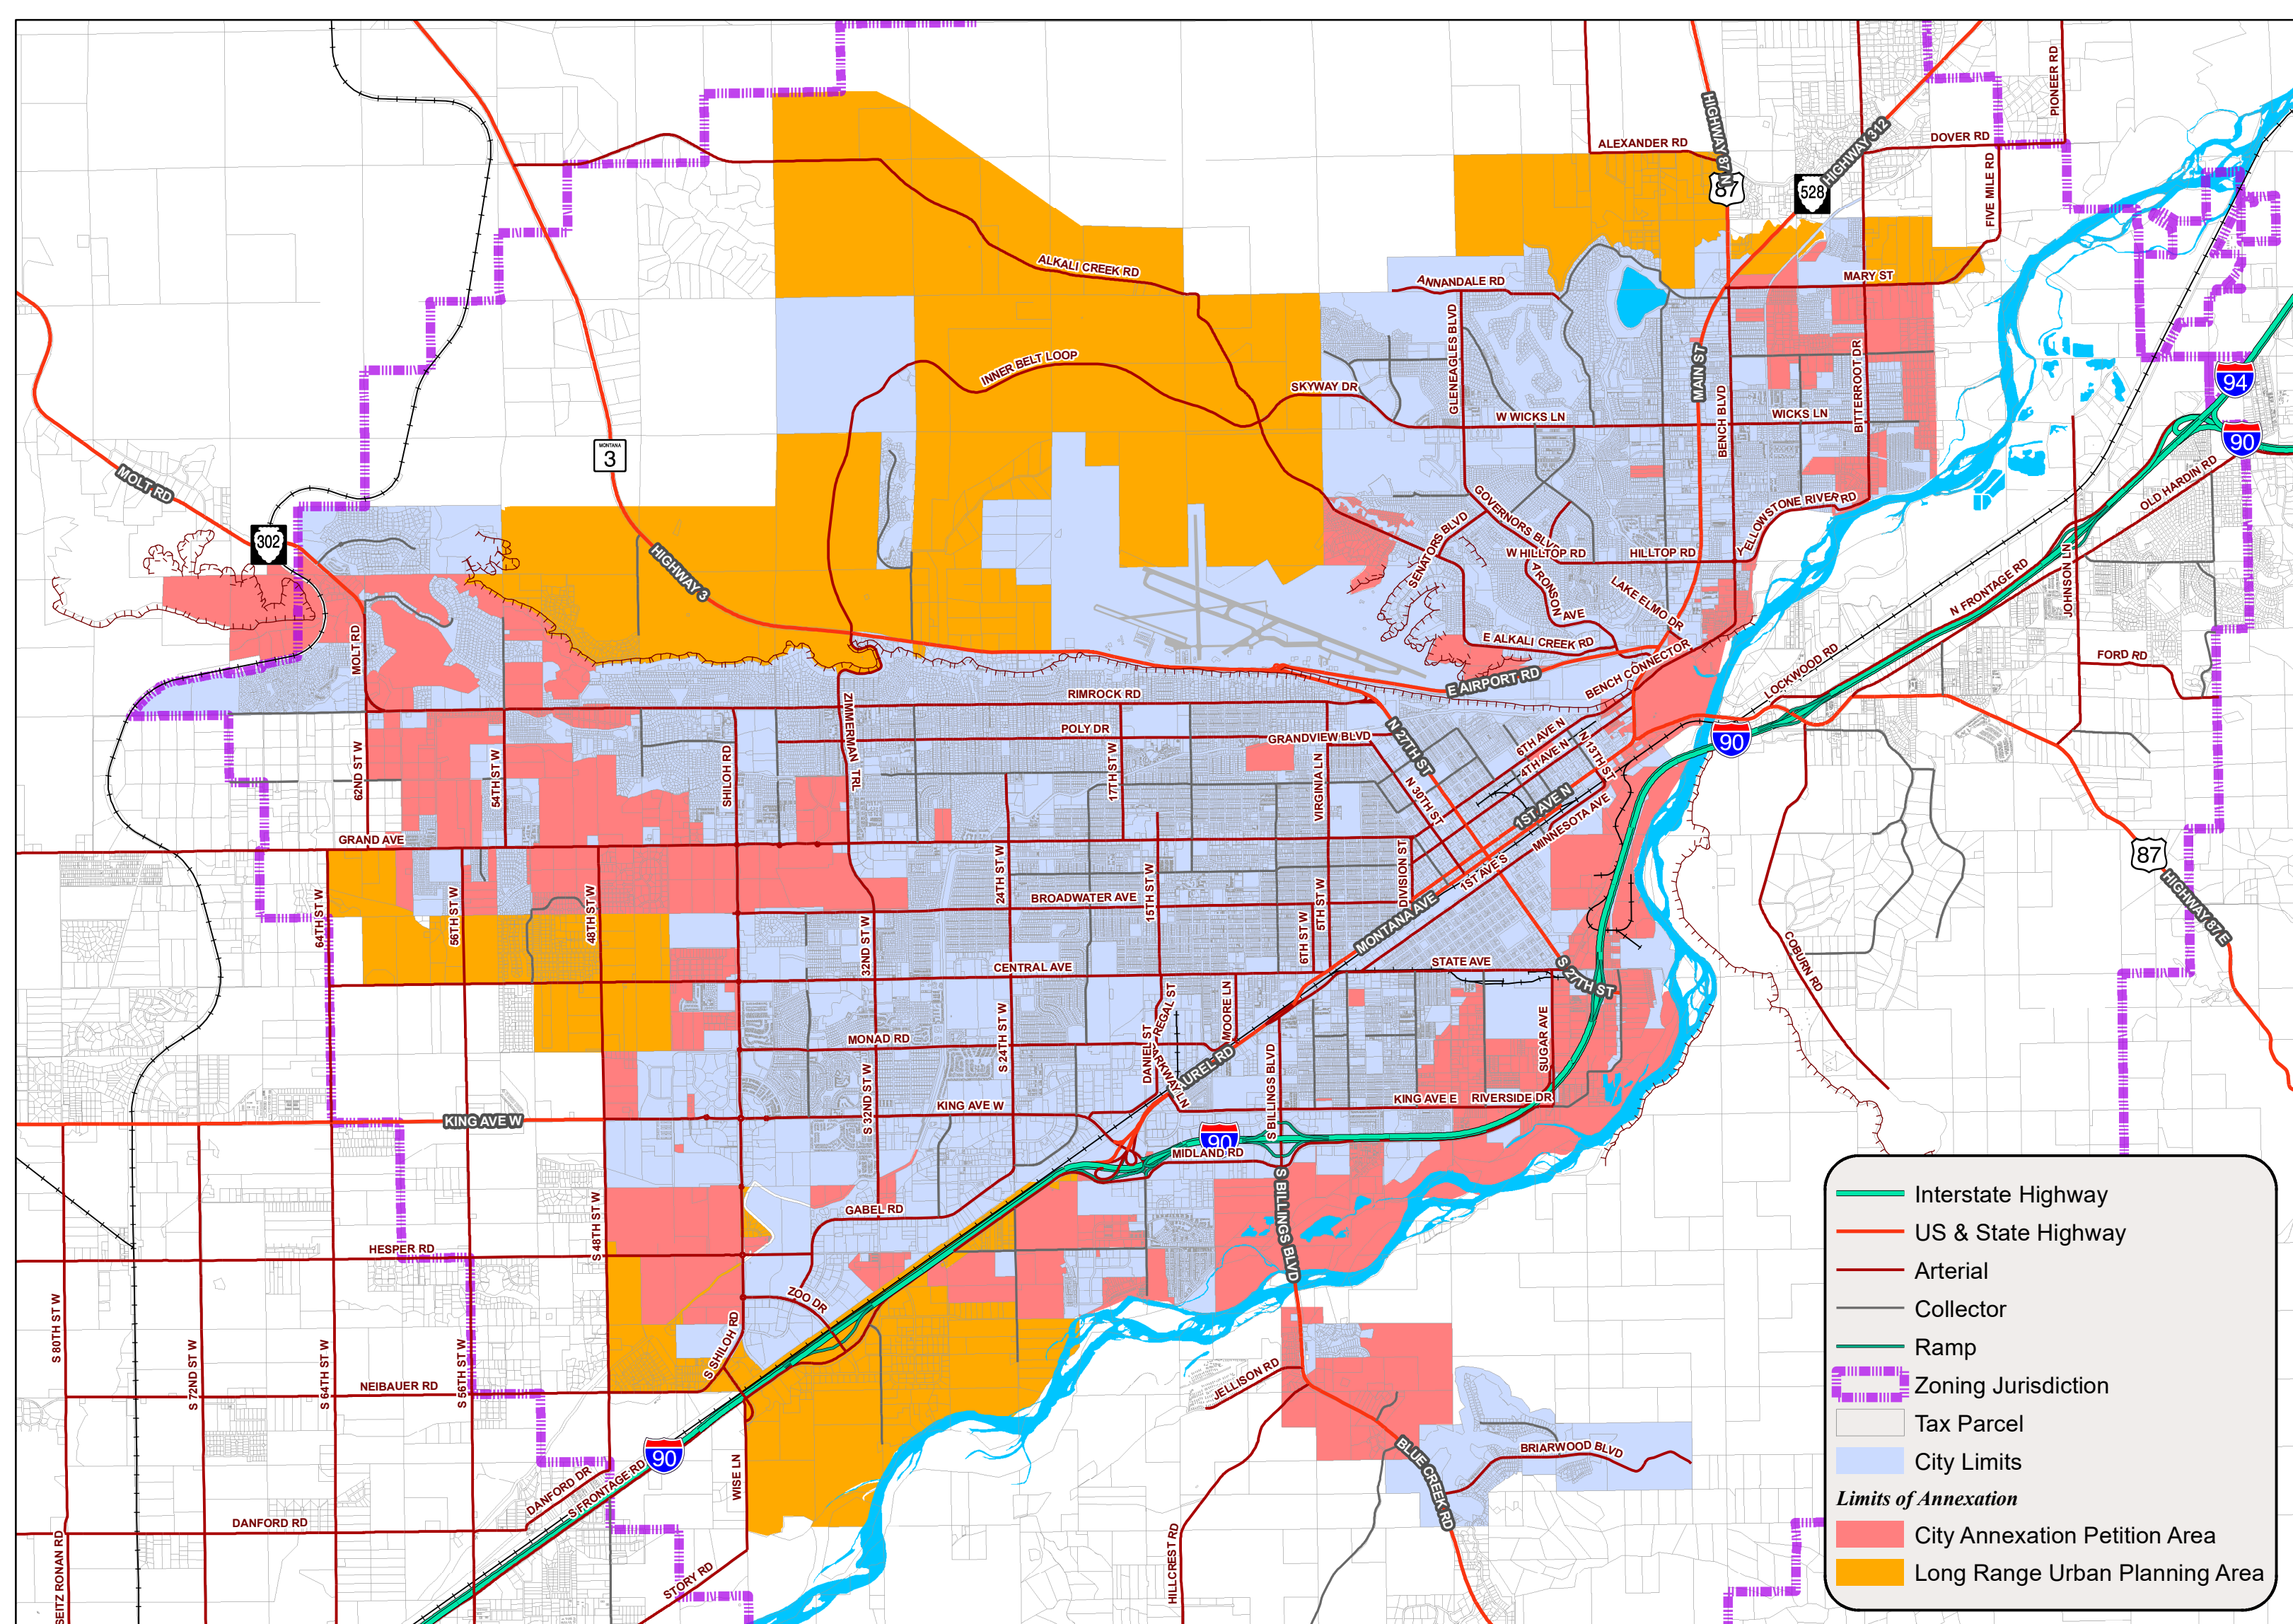 PIONEER RD
HIGHWAY 87 N
HIGHWAY 312
ALEXANDER RD
DOVER RD
87
528
FIVE MILE RD
ALKALI CREEK RD
ANNANDALE RD
MARY ST
GLENEAGLES BLVD
INNER BELT LOOP
SKYWAY DR
MAIN ST
BENCH BLVD
BITTERROOT DR
94
W WICKS LN
WICKS LN
90
MONTANA
3
MOLT RD
OLD HARDIN RD
302
GOVERNORS BLVD
SENATORS BLVD
YELLOWSTONE RIVER RD
W HILLTOP RD
HILLTOP RD
HIGHWAY 3
ARONSON AVE
LAKE ELMO DR
N FRONTAGE RD
JOHNSON LN
MOLT RD
E ALKALI CREEK RD
BENCH CONNECTOR
LOCKWOOD RD
FORD RD
E AIRPORT RD
RIMROCK RD
ZIMMERMAN TRL
POLY DR
GRANDVIEW BLVD
N 27TH ST
6TH AVE N
4TH AVE N
N 13TH ST
90
62ND ST W
54TH ST W
SHILOH RD
17TH ST W
VIRGINIA LN
N 30TH ST
1ST AVE N
MINNESOTA AVE
GRAND AVE
87
HIGHWAY 87 E
24TH ST W
15TH ST W
DIVISION ST
1ST AVE S
64TH ST W
56TH ST W
48TH ST W
BROADWATER AVE
5TH ST W
6TH ST W
MONTANA AVE
32ND ST W
CENTRAL AVE
STATE AVE
S 27TH ST
COBURN RD
REGAL ST
MOORE LN
S 24TH ST W
MONAD RD
DANIEL ST
PARKWAY LN
LAUREL RD
SUGAR AVE
S 32ND ST W
S BILLINGS BLVD
KING AVE W
KING AVE W
KING AVE E
RIVERSIDE DR
90
MIDLAND RD
S BILLINGS BLVD
S 48TH ST W
GABEL RD
HESPER RD
ZOO DR
S SHILOH RD
S 80TH ST W
S 72ND ST W
S 64TH ST W
S 56TH ST W
NEIBAUER RD
JELLISON RD
90
WISE LN
BLUE CREEK RD
BRIARWOOD BLVD
DANFORD DR
S FRONTAGE RD
DANFORD RD
SEITZ RONAN RD
STORY RD
HILLCREST RD
Interstate Highway
US & State Highway
Arterial
Collector
Ramp
Zoning Jurisdiction
Tax Parcel
City Limits
Limits of Annexation
City Annexation Petition Area
Long Range Urban Planning Area